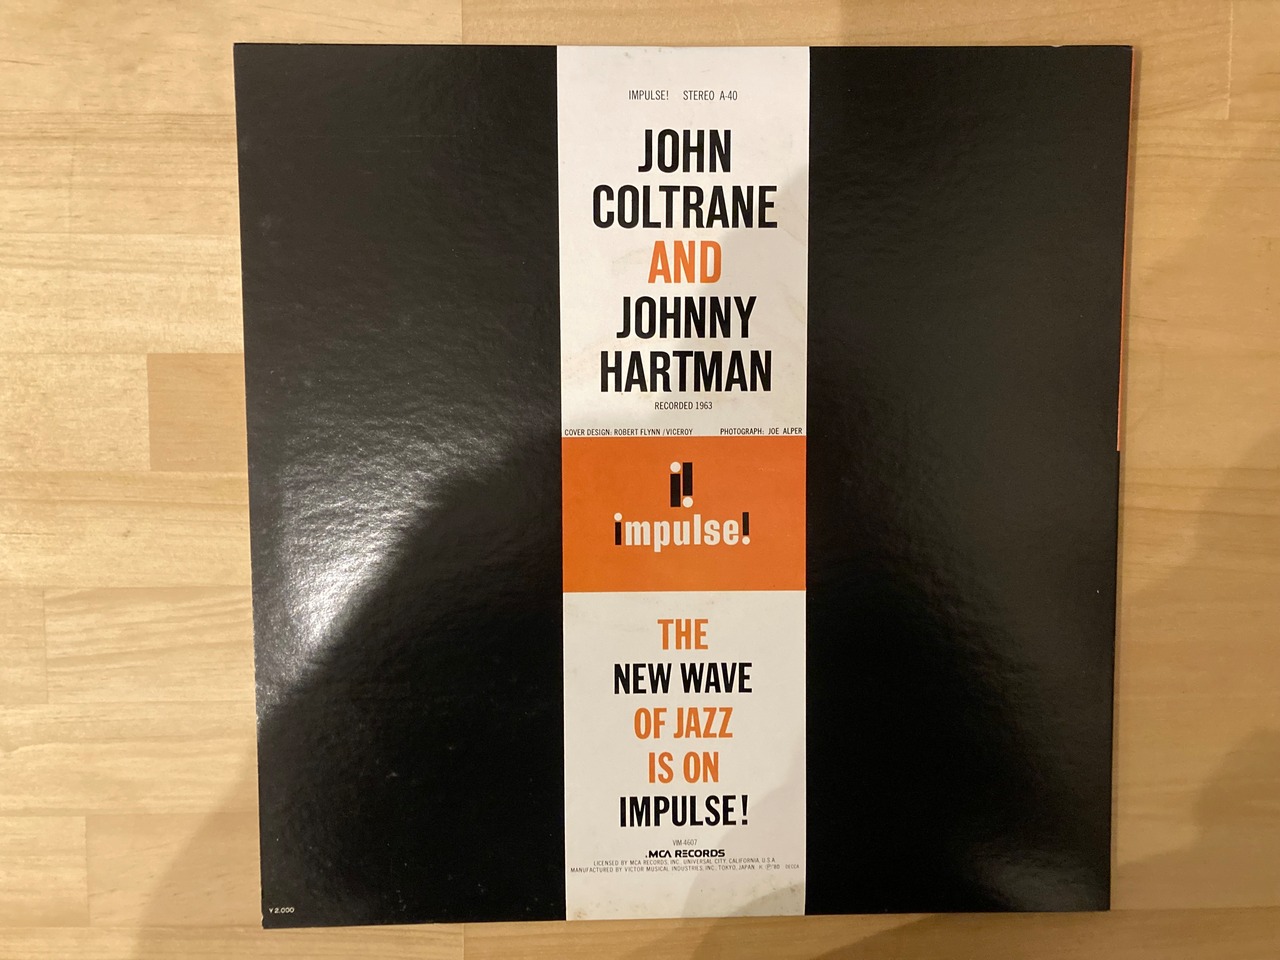 IMPULSE! STEREO A-40
JOHN
COLTRANE
AND
JOHNNY
HARTMAN
RECORDED 1963
COVER DESIGN: ROBERT FLYNN / VICEROY PHOTOGRAPH: JOE ALPER
i!
impulse!
THE
NEW WAVE
OF JAZZ
IS ON
IMPULSE!
VIM-4607
MCA RECORDS
LICENSED BY MCA RECORDS, INC., UNIVERSAL CITY, CALIFORNIA, U.S.A.
MANUFACTURED BY VICTOR MUSICAL INDUSTRIES, INC., TOKYO, JAPAN. H Ⓟ'80 DECCA
¥2,000